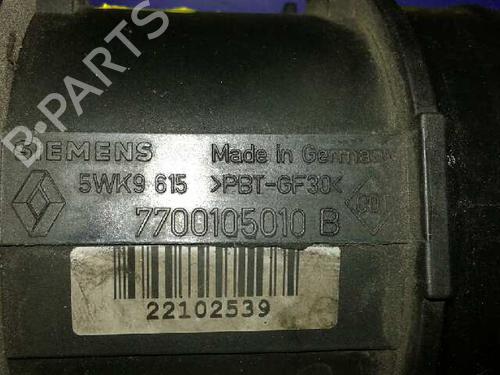 B-PARTS
SIEMENS Made in Germany
5WK9 615 >PBT-GF30<
7700105010 B
22102539